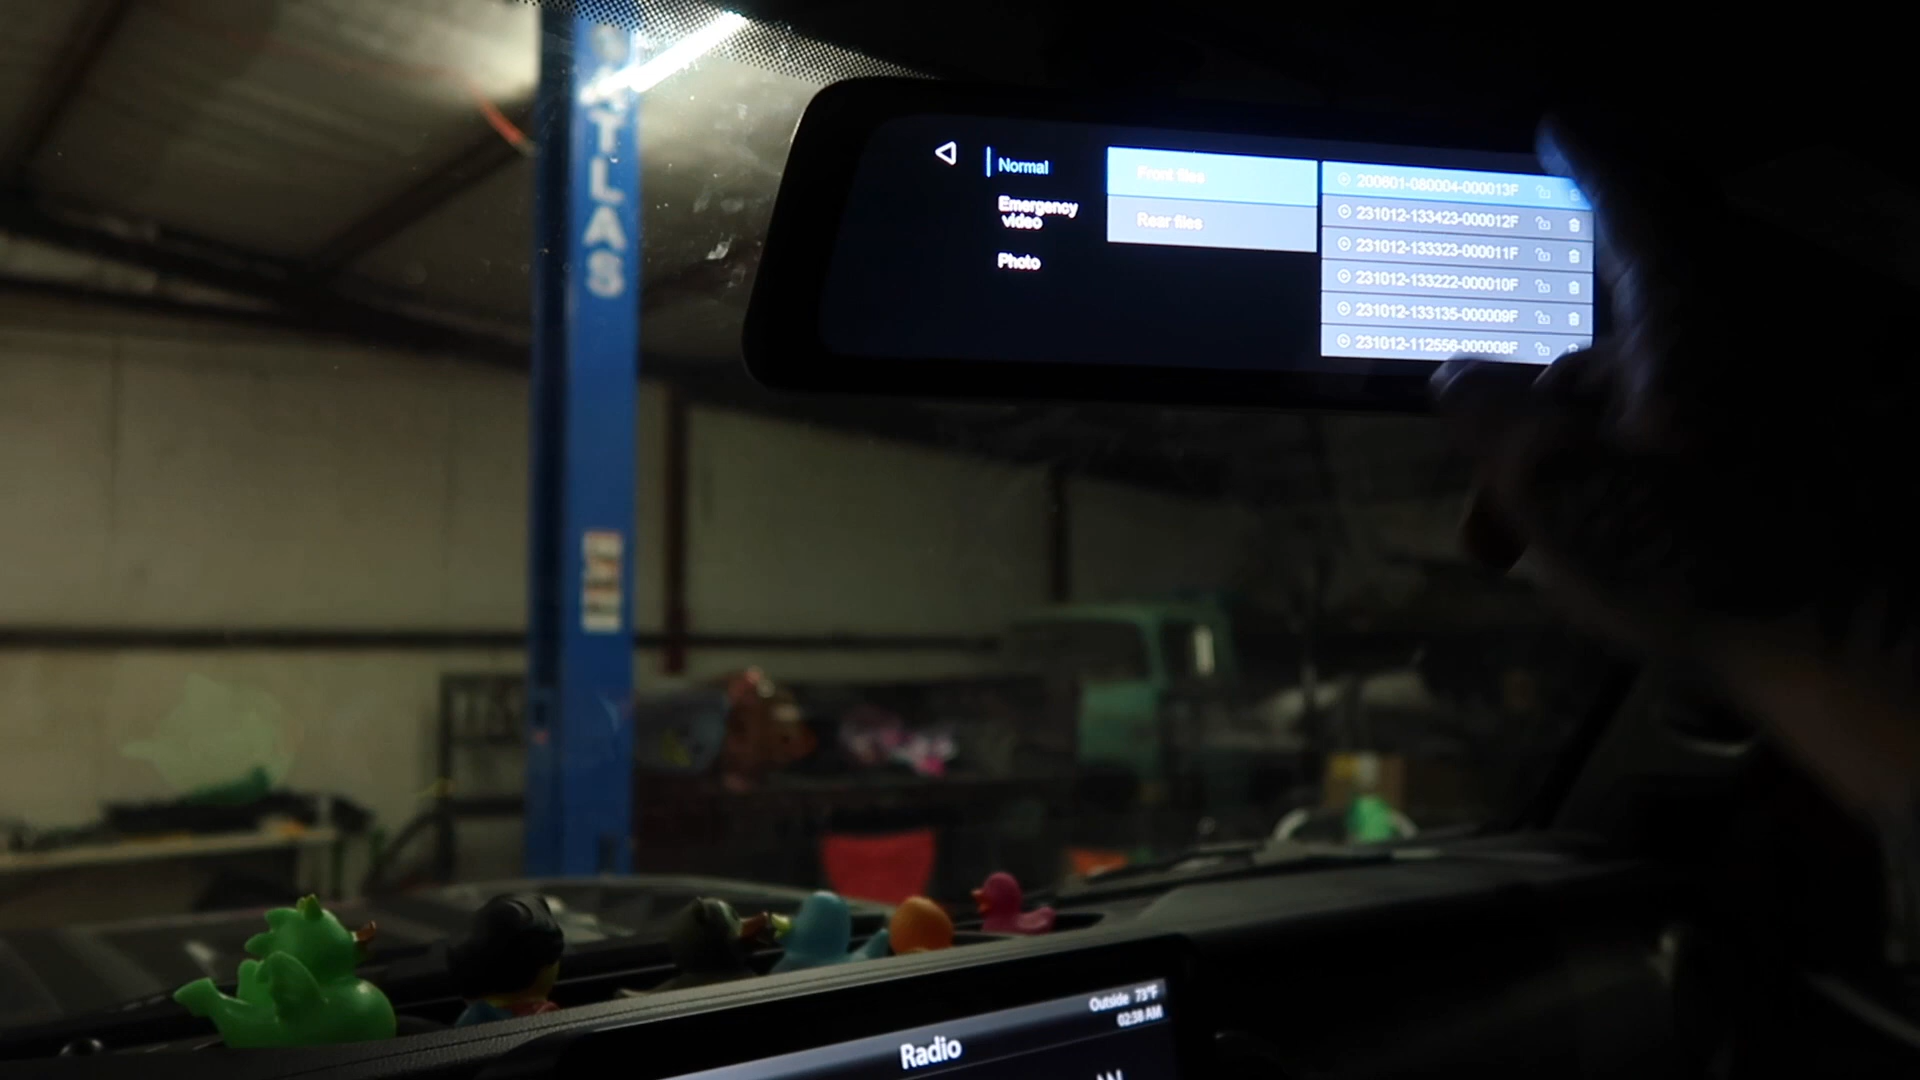 ATLAS
Normal
Emergency
video
Photo
Front files
Rear files
200601-080004-000013F
231012-133423-000012F
231012-133323-000011F
231012-133222-000010F
231012-133135-000009F
231012-112556-000008F
Outside 73°F
02:38 AM
Radio